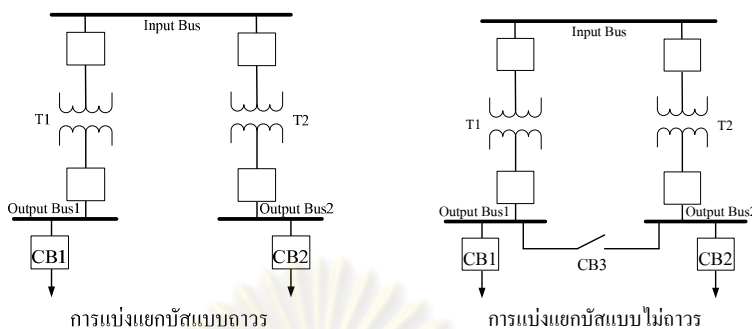 Input Bus
T1
T2
Output Bus1
Output Bus2
CB1
CB2
การแบ่งแยกบัสแบบถาวร
Input Bus
T1
T2
Output Bus1
Output Bus2
CB1
CB3
CB2
การแบ่งแยกบัสแบบไม่ถาวร